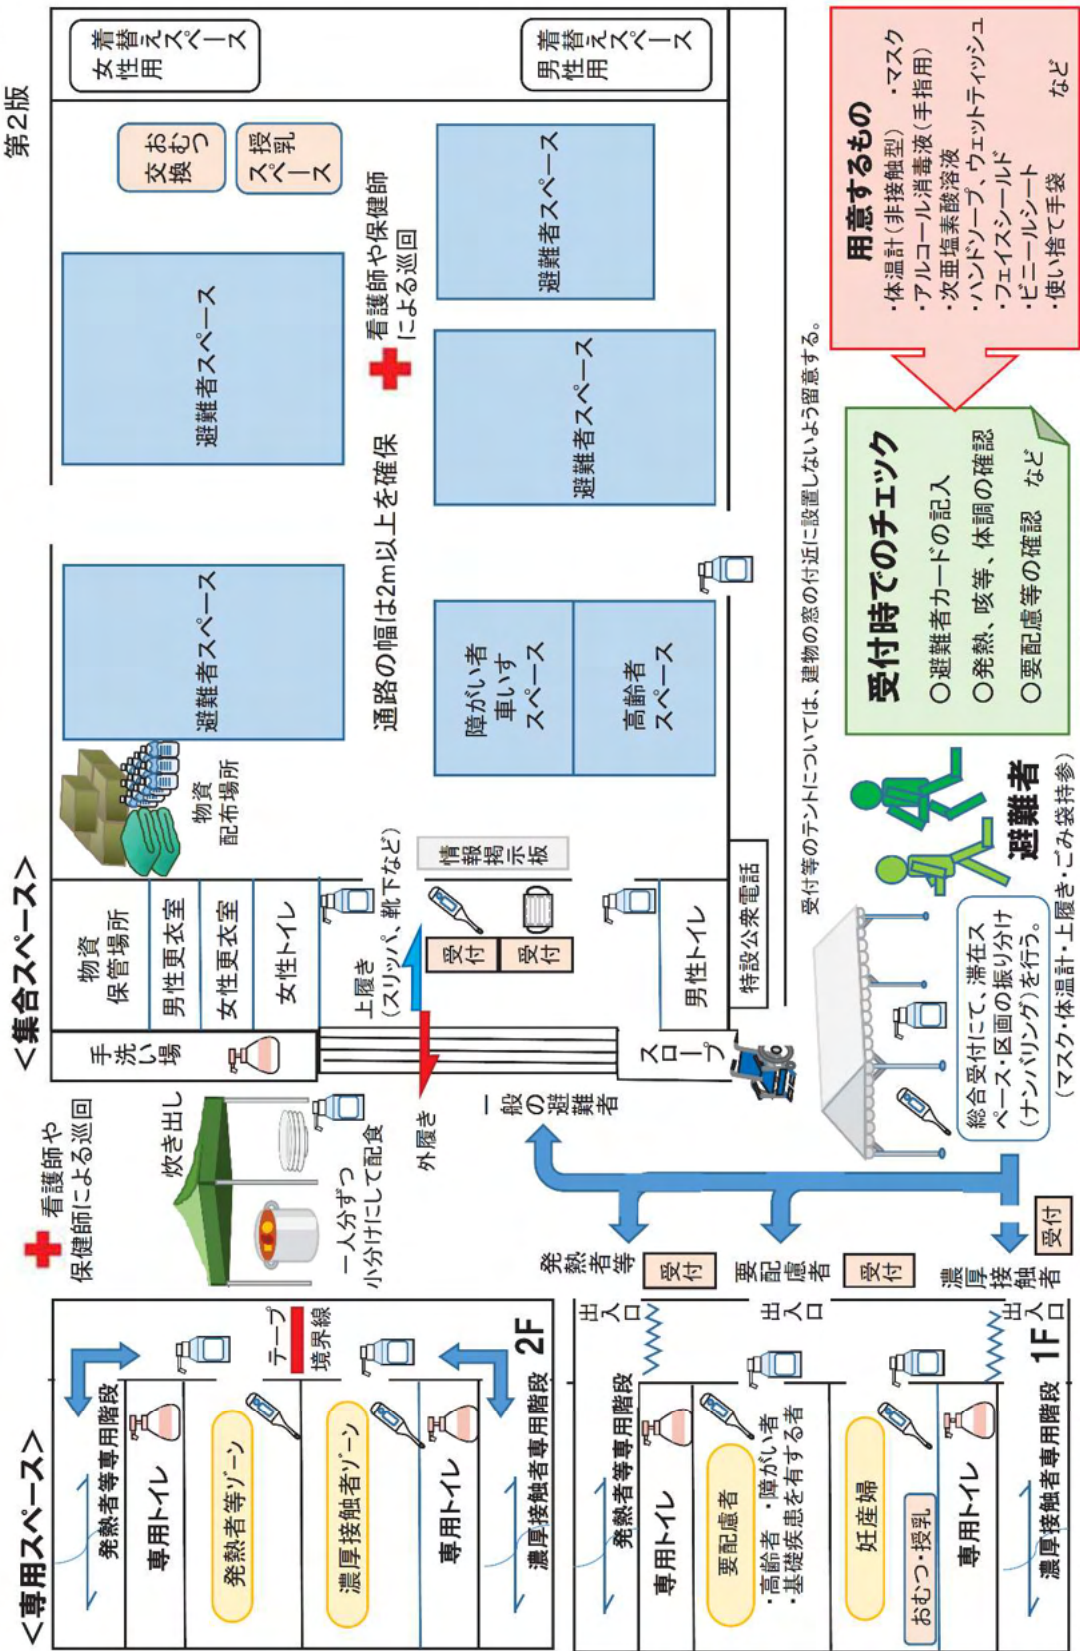 第2版
<専用スペース>
発熱者等専用階段
専用トイレ
発熱者等ゾーン
濃厚接触者ゾーン
専用トイレ
濃厚接触者専用階段
テープ
境界線
2F
発熱者等専用階段
専用トイレ
要配慮者
・高齢者・障がい者
・基礎疾患を有する者
妊産婦
おむつ・授乳
専用トイレ
濃厚接触者専用階段
1F
出入口
出入口
出入口
看護師や
保健師による巡回
炊き出し
一人分ずつ
小分けにして配食
発熱者等
受付
要配慮者
受付
濃厚接触者
受付
一般の避難者
外履き
上履き
(スリッパ、靴下など)
<集合スペース>
手洗い場
スロープ
物資
保管場所
男性更衣室
女性更衣室
女性トイレ
受付
受付
男性トイレ
特設公衆電話
情報掲示板
物資
配布場所
避難者スペース
避難者スペース
通路の幅は2m以上を確保
障がい者
車いす
スペース
高齢者
スペース
避難者スペース
避難者スペース
看護師や保健師
による巡回
おむつ
交換
授乳
スペース
女性用
着替えスペース
男性用
着替えスペース
受付等のテントについては、建物の窓の付近に設置しないよう留意する。
総合受付にて、滞在ス
ペース・区画の振り分け
(ナンバリング)を行う。
避難者
(マスク・体温計・上履き・ごみ袋持参)
受付時でのチェック
○避難者カードの記入
○発熱、咳等、体調の確認
○要配慮等の確認 など
用意するもの
・体温計(非接触型) ・マスク
・アルコール消毒液(手指用)
・次亜塩素酸溶液
・ハンドソープ、ウェットティッシュ
・フェイスシールド
・ビニールシート
・使い捨て手袋 など